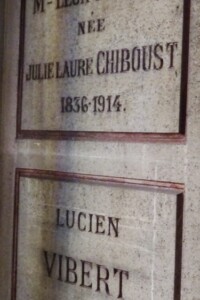 NÉE
JULIE LAURE CHIBOUST
1836-1914.
LUCIEN
VIBERT